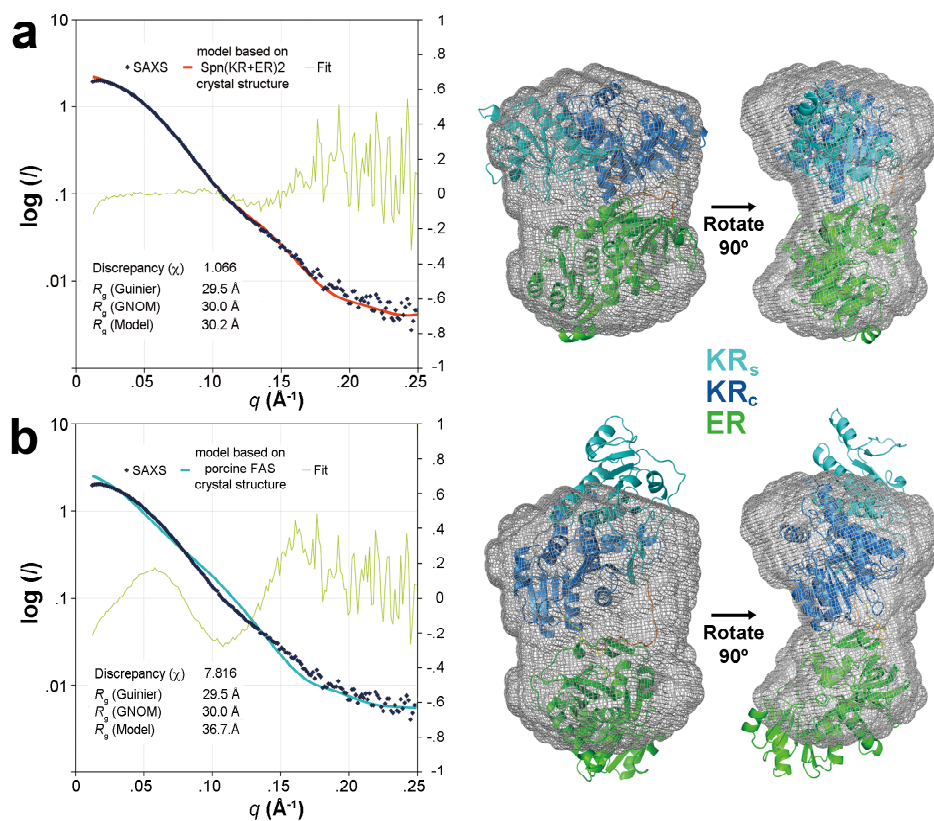 a
10
1
.1
.01
log (I)
SAXS
model based on
Spn(KR+ER)2
crystal structure
Fit
1
.8
.6
.4
.2
0
-.2
-.4
-.6
-.8
-1
Discrepancy (χ) 1.066
Rg (Guinier) 29.5 Å
Rg (GNOM) 30.0 Å
Rg (Model) 30.2 Å
0 .05 .10 .15 .20 .25
q (Å-1)
Rotate
90º
KRs
KRc
ER
b
10
1
.1
.01
log (I)
SAXS
model based on
porcine FAS
crystal structure
Fit
1
.8
.6
.4
.2
0
-.2
-.4
-.6
-.8
-1
Discrepancy (χ) 7.816
Rg (Guinier) 29.5 Å
Rg (GNOM) 30.0 Å
Rg (Model) 36.7.Å
0 .05 .10 .15 .20 .25
q (Å-1)
Rotate
90º